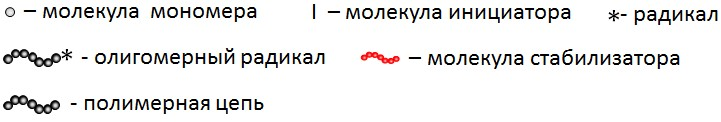 – молекула мономера I – молекула инициатора *- радикал
* - олигомерный радикал – молекула стабилизатора
- полимерная цепь